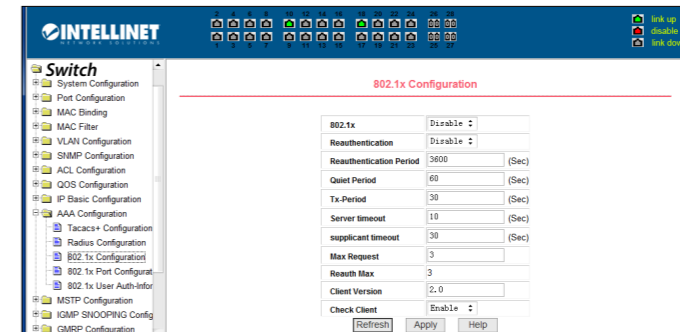 2 4 6 8 10 12 14 16 18 20 22 24 26 28
INTELLINET
NETWORK SOLUTIONS
1 3 5 7 9 11 13 15 17 19 21 23 25 27
link up
disable
link dow
Switch
System Configuration
Port Configuration
MAC Binding
MAC Filter
VLAN Configuration
SNMP Configuration
ACL Configuration
QOS Configuration
IP Basic Configuration
AAA Configuration
Tacacs+ Configuration
Radius Configuration
802.1x Configuration
802.1x Port Configurat
802.1x User Auth-Infor
MSTP Configuration
IGMP SNOOPING Config
GMRP Configuration
802.1x Configuration
802.1x Disable
Reauthentication Disable
Reauthentication Period 3600 (Sec)
Quiet Period 60 (Sec)
Tx-Period 30 (Sec)
Server timeout 10 (Sec)
supplicant timeout 30 (Sec)
Max Request 3
Reauth Max 3
Client Version 2.0
Check Client Enable
Refresh Apply Help